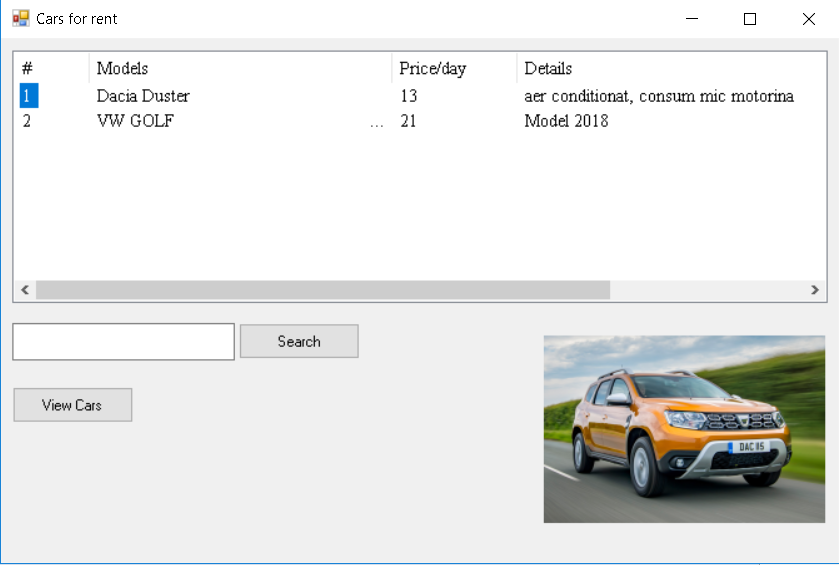 Cars for rent
# Models Price/day Details
1 Dacia Duster 13 aer conditionat, consum mic motorina
2 VW GOLF ... 21 Model 2018
Search
View Cars
DAC 115